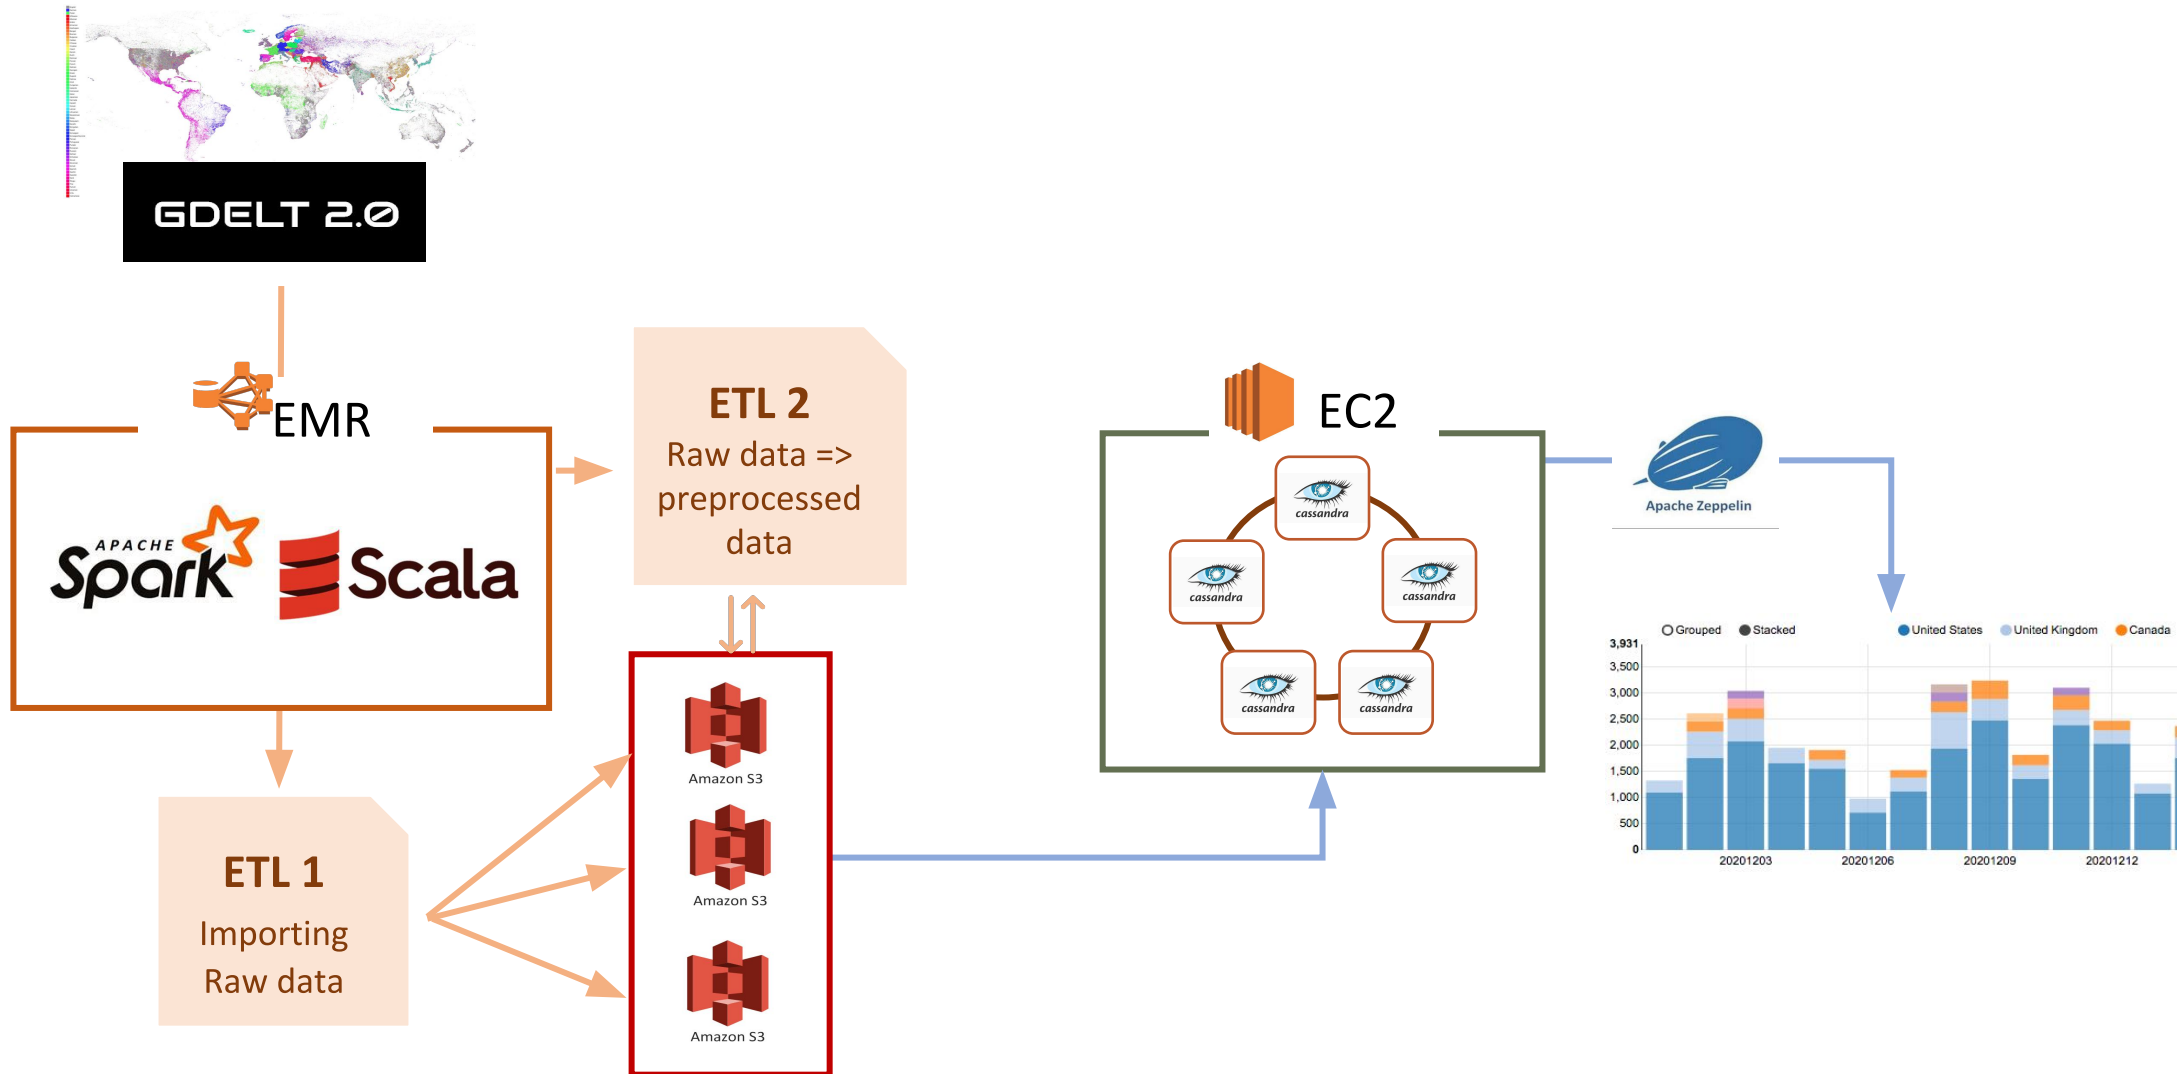 GDELT 2.0
EMR
APACHE
Spark
Scala
ETL 1
Importing
Raw data
ETL 2
Raw data =>
preprocessed
data
Amazon S3
Amazon S3
Amazon S3
EC2
cassandra
cassandra
cassandra
cassandra
cassandra
Apache Zeppelin
Grouped Stacked United States United Kingdom Canada
3,931
3,500
3,000
2,500
2,000
1,500
1,000
500
0
20201203 20201206 20201209 20201212